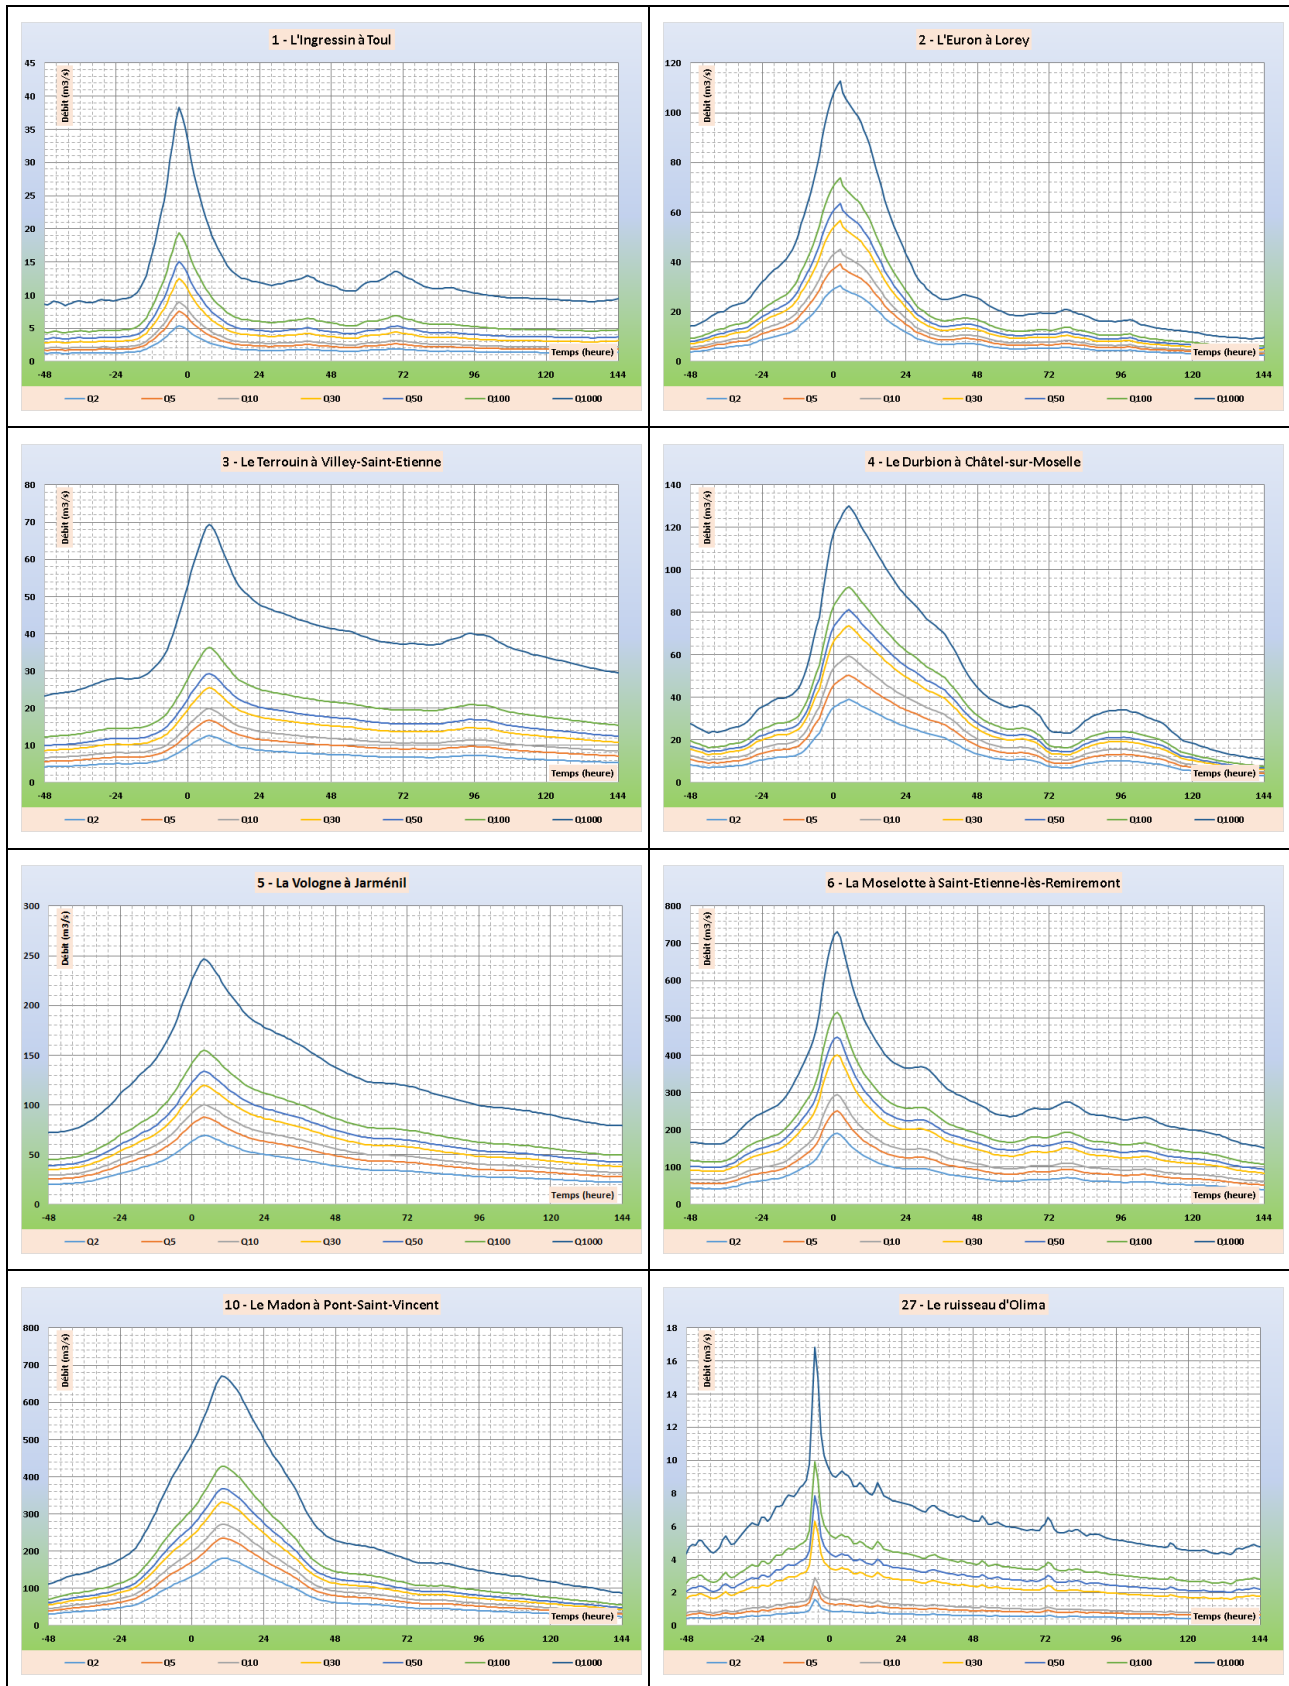 1 - L'Ingressin à Toul
Débit (m3/s)
45
40
35
30
25
20
15
10
5
0
Temps (heure)
-48 -24 0 24 48 72 96 120 144
Q2 Q5 Q10 Q30 Q50 Q100 Q1000
2 - L'Euron à Lorey
Débit (m3/s)
120
100
80
60
40
20
0
Temps (heure)
-48 -24 0 24 48 72 96 120 144
Q2 Q5 Q10 Q30 Q50 Q100 Q1000
3 - Le Terrouin à Villey-Saint-Etienne
Débit (m3/s)
80
70
60
50
40
30
20
10
0
Temps (heure)
-48 -24 0 24 48 72 96 120 144
Q2 Q5 Q10 Q30 Q50 Q100 Q1000
4 - Le Durbion à Châtel-sur-Moselle
Débit (m3/s)
140
120
100
80
60
40
20
0
Temps (heure)
-48 -24 0 24 48 72 96 120 144
Q2 Q5 Q10 Q30 Q50 Q100 Q1000
5 - La Vologne à Jarménil
Débit (m3/s)
300
250
200
150
100
50
0
Temps (heure)
-48 -24 0 24 48 72 96 120 144
Q2 Q5 Q10 Q30 Q50 Q100 Q1000
6 - La Moselotte à Saint-Etienne-lès-Remiremont
Débit (m3/s)
800
700
600
500
400
300
200
100
0
Temps (heure)
-48 -24 0 24 48 72 96 120 144
Q2 Q5 Q10 Q30 Q50 Q100 Q1000
10 - Le Madon à Pont-Saint-Vincent
Débit (m3/s)
800
700
600
500
400
300
200
100
0
Temps (heure)
-48 -24 0 24 48 72 96 120 144
Q2 Q5 Q10 Q30 Q50 Q100 Q1000
27 - Le ruisseau d'Olima
Débit (m3/s)
18
16
14
12
10
8
6
4
2
0
Temps (heure)
-48 -24 0 24 48 72 96 120 144
Q2 Q5 Q10 Q30 Q50 Q100 Q1000